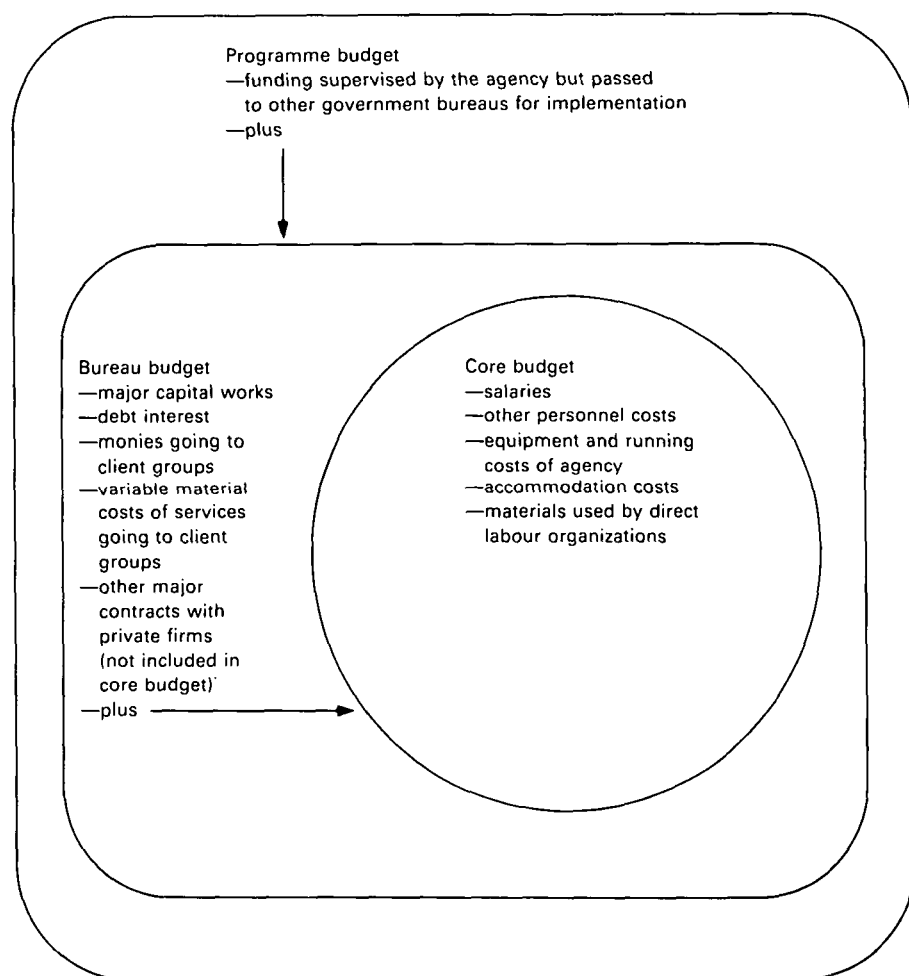 Programme budget
—funding supervised by the agency but passed
to other government bureaus for implementation
—plus
Bureau budget
—major capital works
—debt interest
—monies going to
client groups
—variable material
costs of services
going to client
groups
—other major
contracts with
private firms
(not included in
core budget)
—plus
Core budget
—salaries
—other personnel costs
—equipment and running
costs of agency
—accommodation costs
—materials used by direct
labour organizations